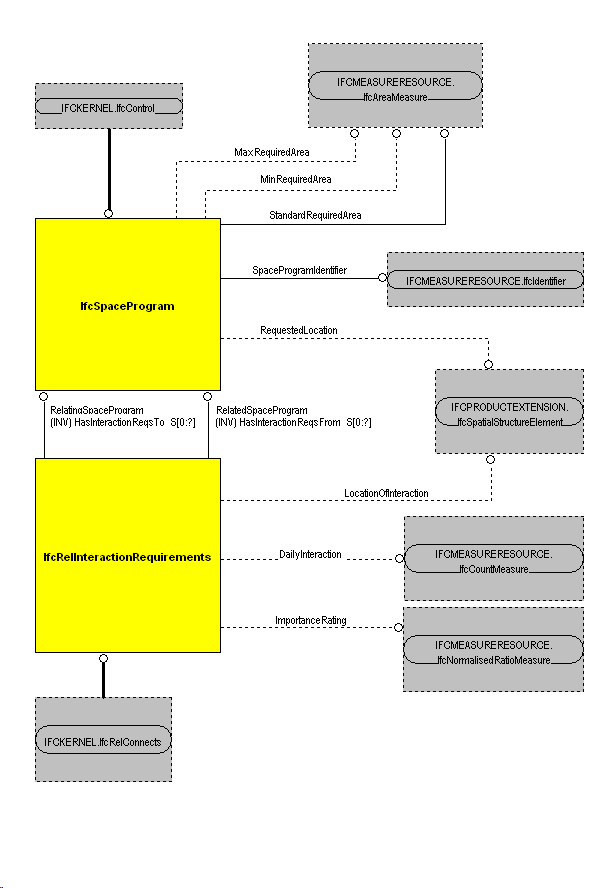 IFCMEASURERESOURCE.
IfcAreaMeasure
IFCKERNEL.IfcControl
MaxRequiredArea
MinRequiredArea
StandardRequiredArea
SpaceProgramIdentifier
IFCMEASURERESOURCE.IfcIdentifier
IfcSpaceProgram
RequestedLocation
RelatingSpaceProgram
(INV) HasInteractionReqsTo S[0:?]
RelatedSpaceProgram
(INV) HasInteractionReqsFrom S[0:?]
IFCPRODUCTEXTENSION.
IfcSpatialStructureElement
LocationOfInteraction
IfcRelInteractionRequirements
DailyInteraction
IFCMEASURERESOURCE.
IfcCountMeasure
ImportanceRating
IFCMEASURERESOURCE.
IfcNormalisedRatioMeasure
IFCKERNEL.IfcRelConnects